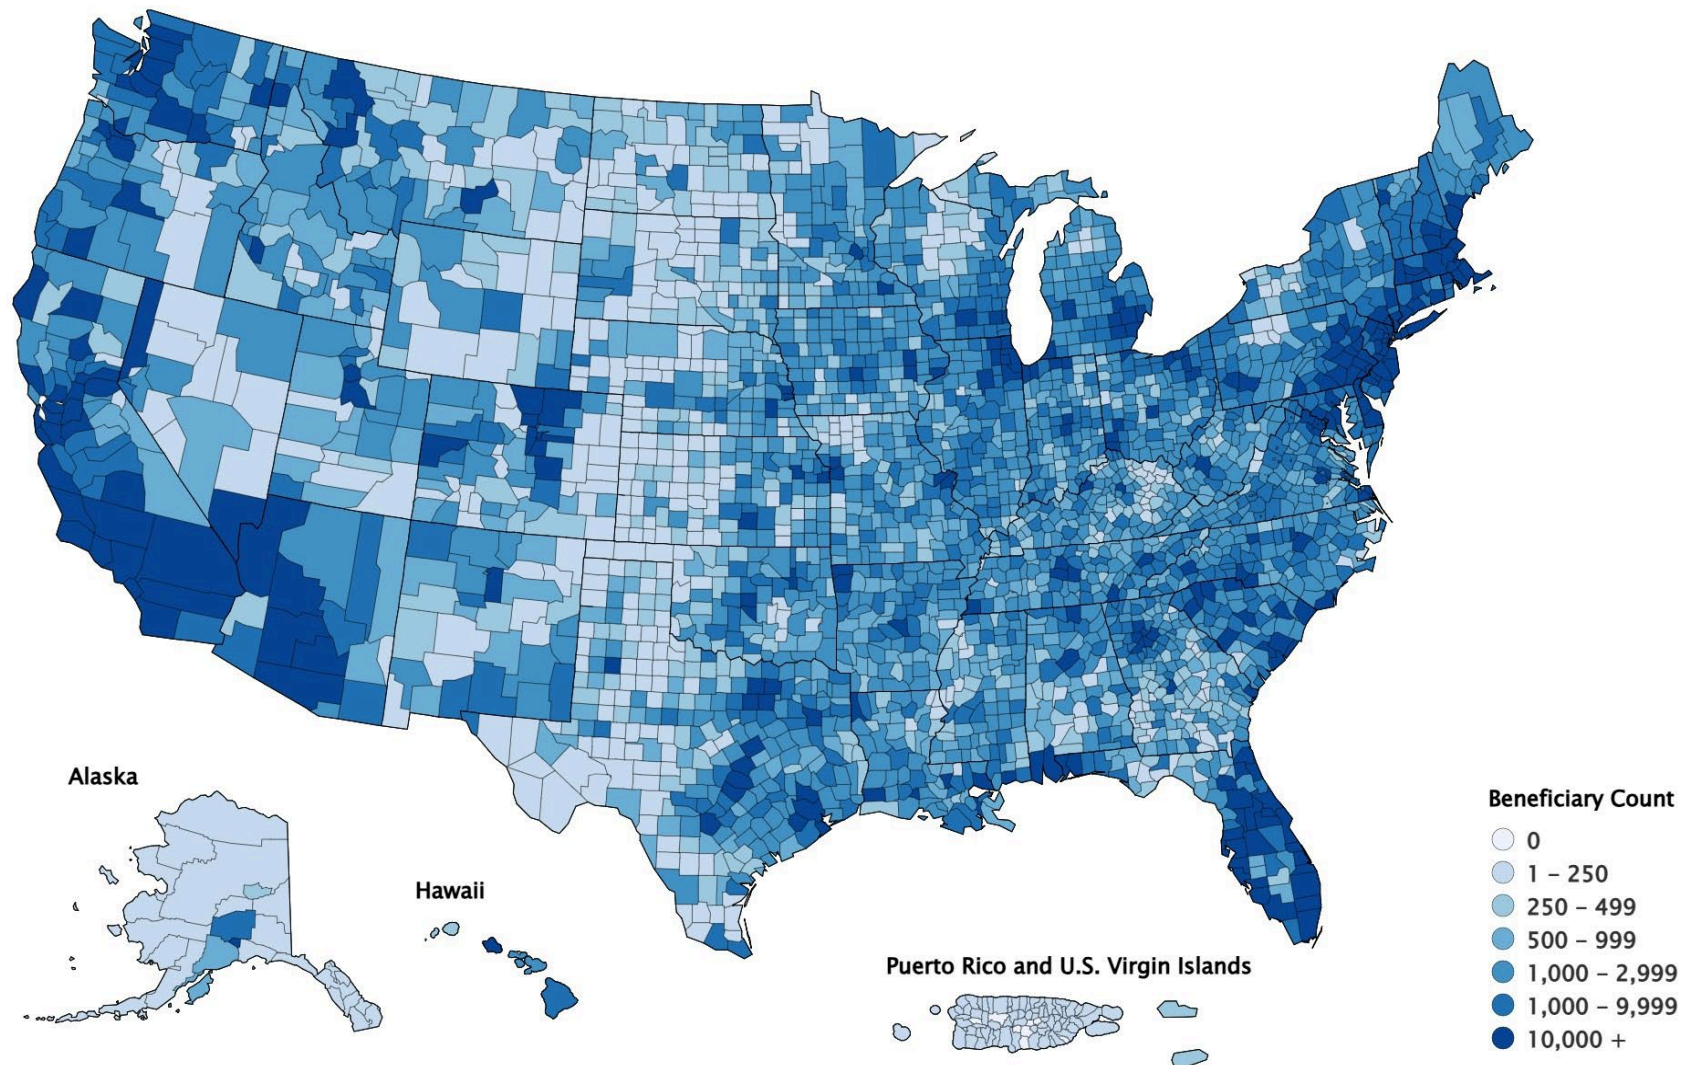 Alaska
Hawaii
Puerto Rico and U.S. Virgin Islands
Beneficiary Count
0
1 – 250
250 – 499
500 – 999
1,000 – 2,999
1,000 – 9,999
10,000 +